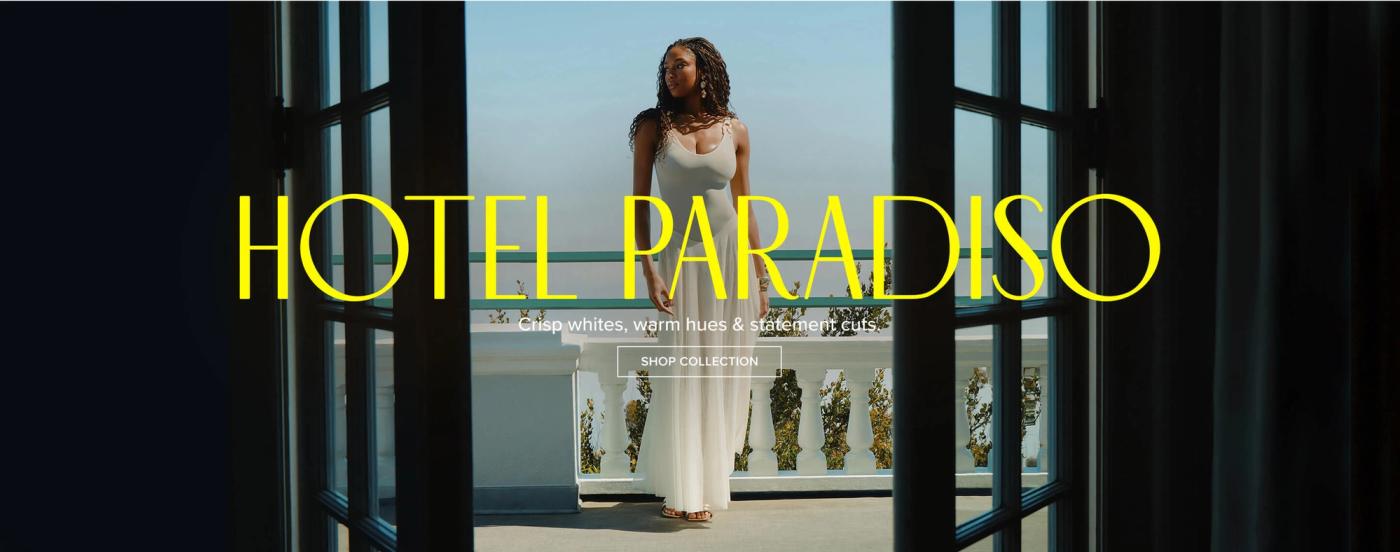 HOTEL PARADISO
Crisp whites, warm hues & statement cuts.
SHOP COLLECTION